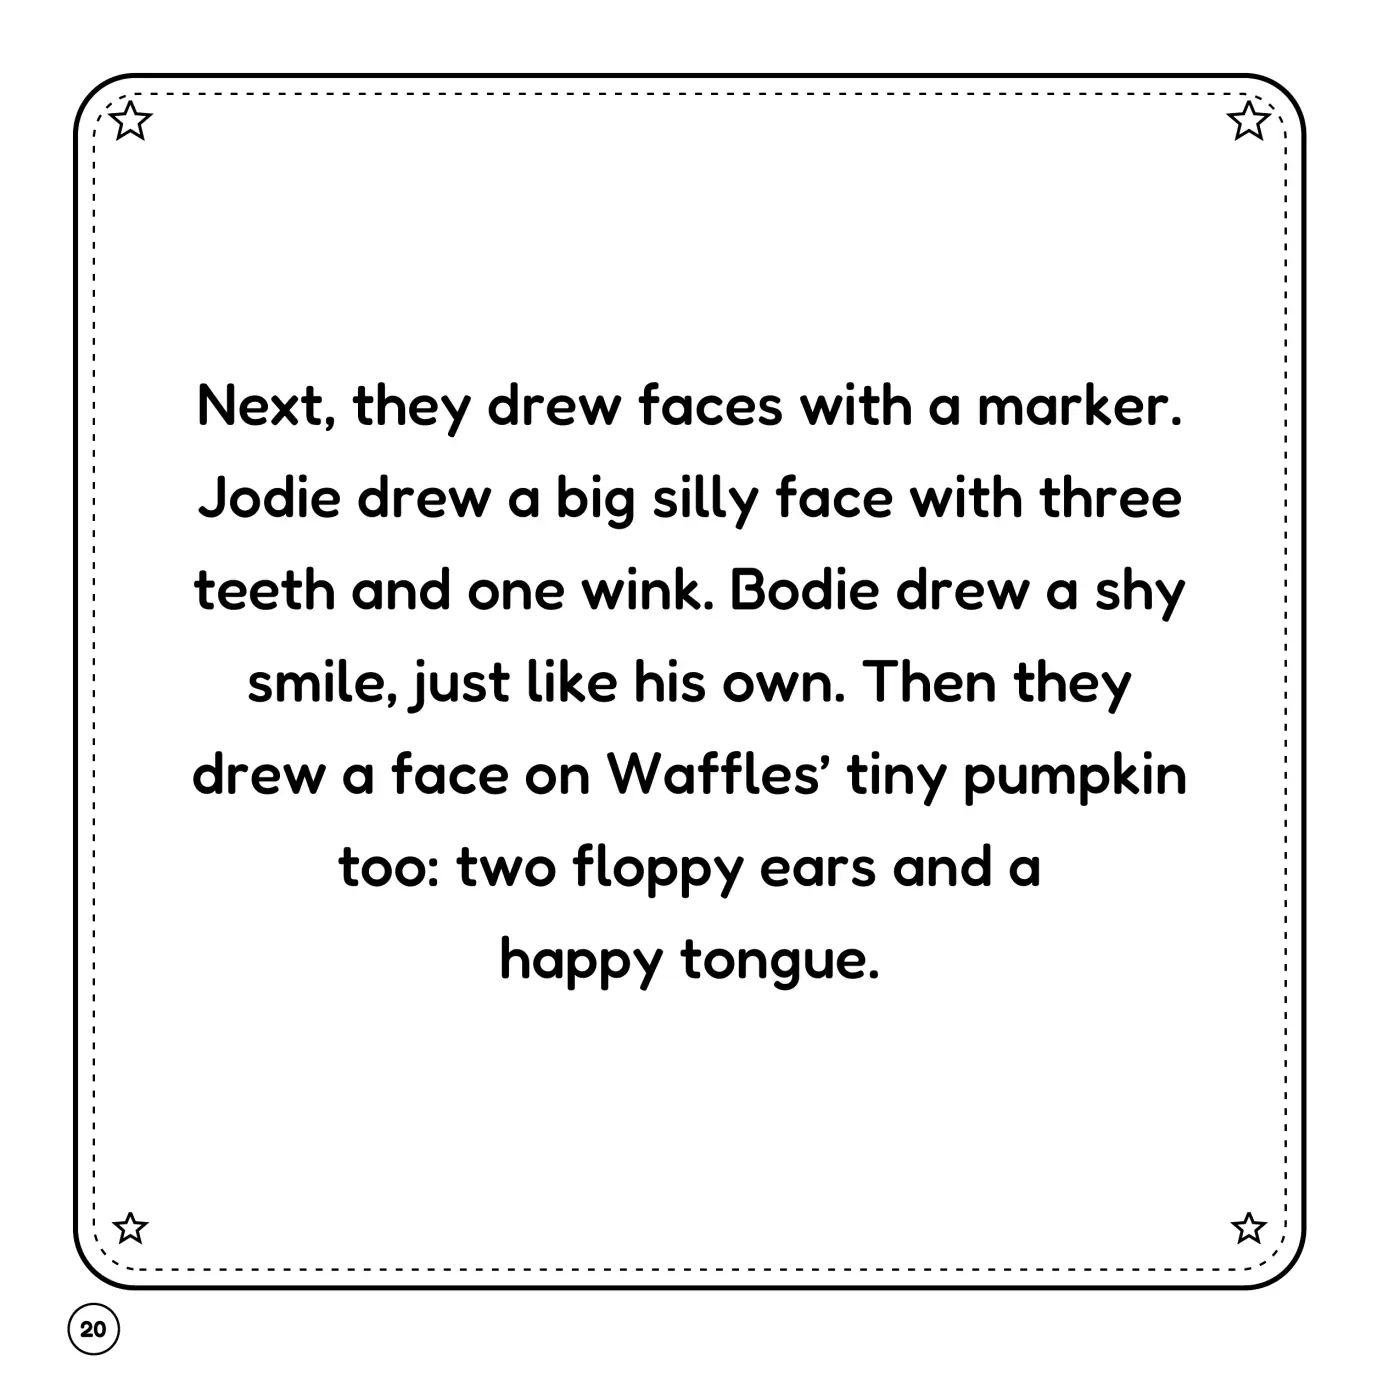 Next, they drew faces with a marker.
Jodie drew a big silly face with three
teeth and one wink. Bodie drew a shy
smile, just like his own. Then they
drew a face on Waffles’ tiny pumpkin
too: two floppy ears and a
happy tongue.
20